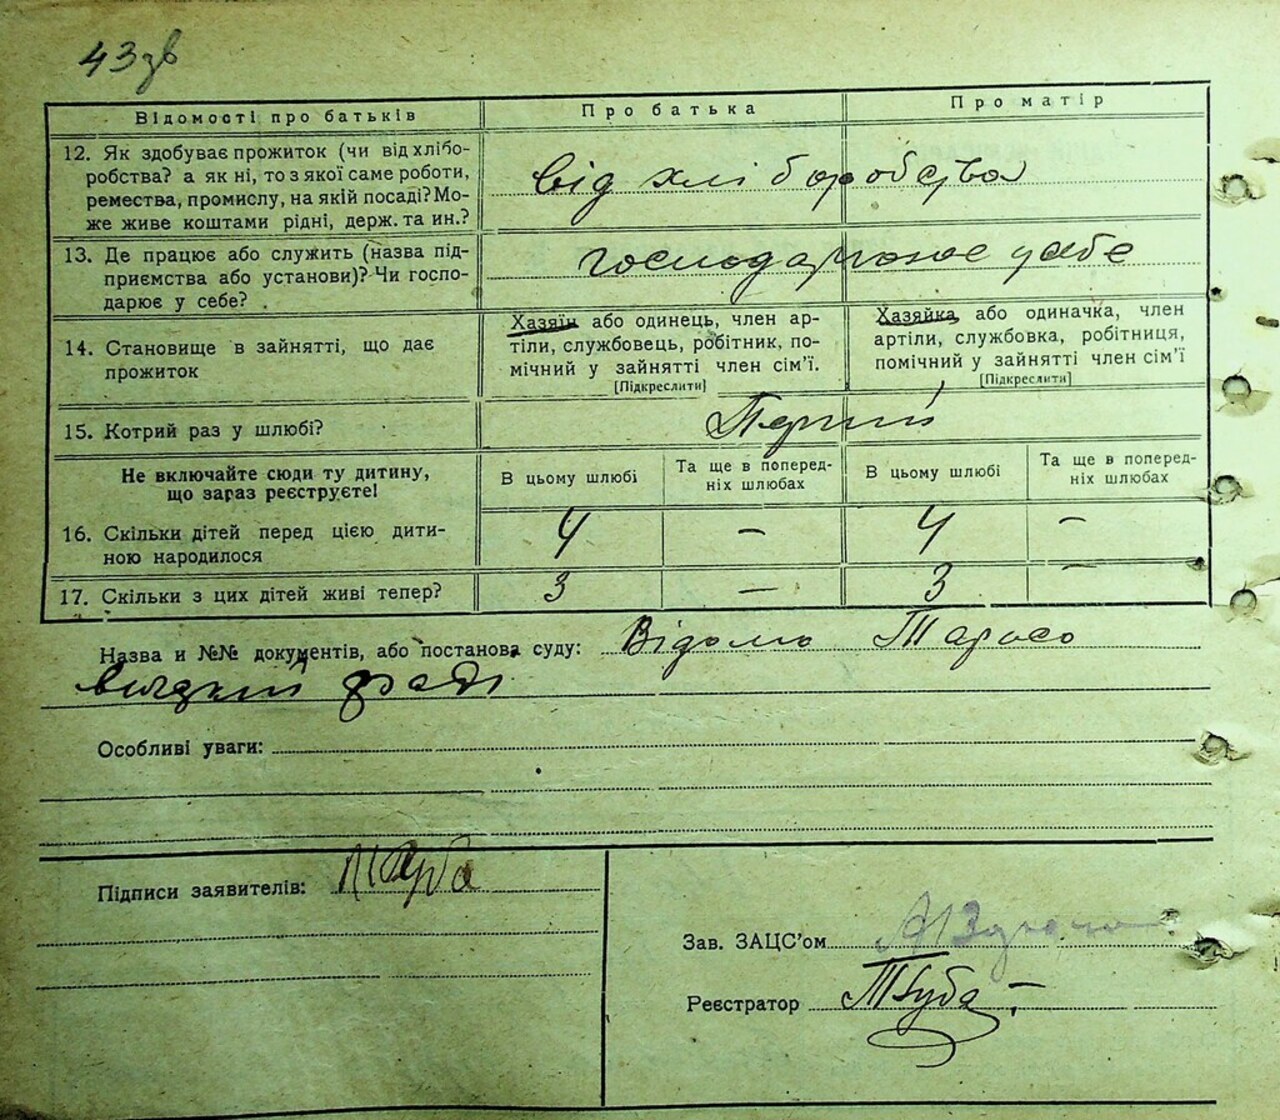 43зв
Відомості про батьків
Про батька
Про матір
12. Як здобуває прожиток (чи від хлібо-
робства? а як ні, то з якої саме роботи,
ремества, промислу, на якій посаді? Мо-
же живе коштами рідні, держ. та ин.?
від хліборобства
13. Де працює або служить (назва під-
приємства або установи)? Чи госпо-
дарює у себе?
господарюює у себе
14. Становище в зайнятті, що дає
прожиток
Хазяїн або одинець, член ар-
тіли, службовець, робітник, по-
мічний у зайнятті член сім'ї.
[Підкреслити]
Хазяйка або одиначка, член
артіли, службовка, робітниця,
помічний у зайнятті член сім'ї
[Підкреслити]
15. Котрий раз у шлюбі?
Перший
Не включайте сюди ту дитину,
що зараз реєструєте!
В цьому шлюбі
Та ще в поперед-
ніх шлюбах
В цьому шлюбі
Та ще в поперед-
ніх шлюбах
16. Скільки дітей перед цією дити-
ною народилося
4 — 4 —
17. Скільки з цих дітей живі тепер?
3 — 3 —
Назва и №№ документів, або постанова суду: Відомо
раді
Особливі уваги:
Підписи заявителів:
Зав. ЗАЦС'ом
Реєстратор